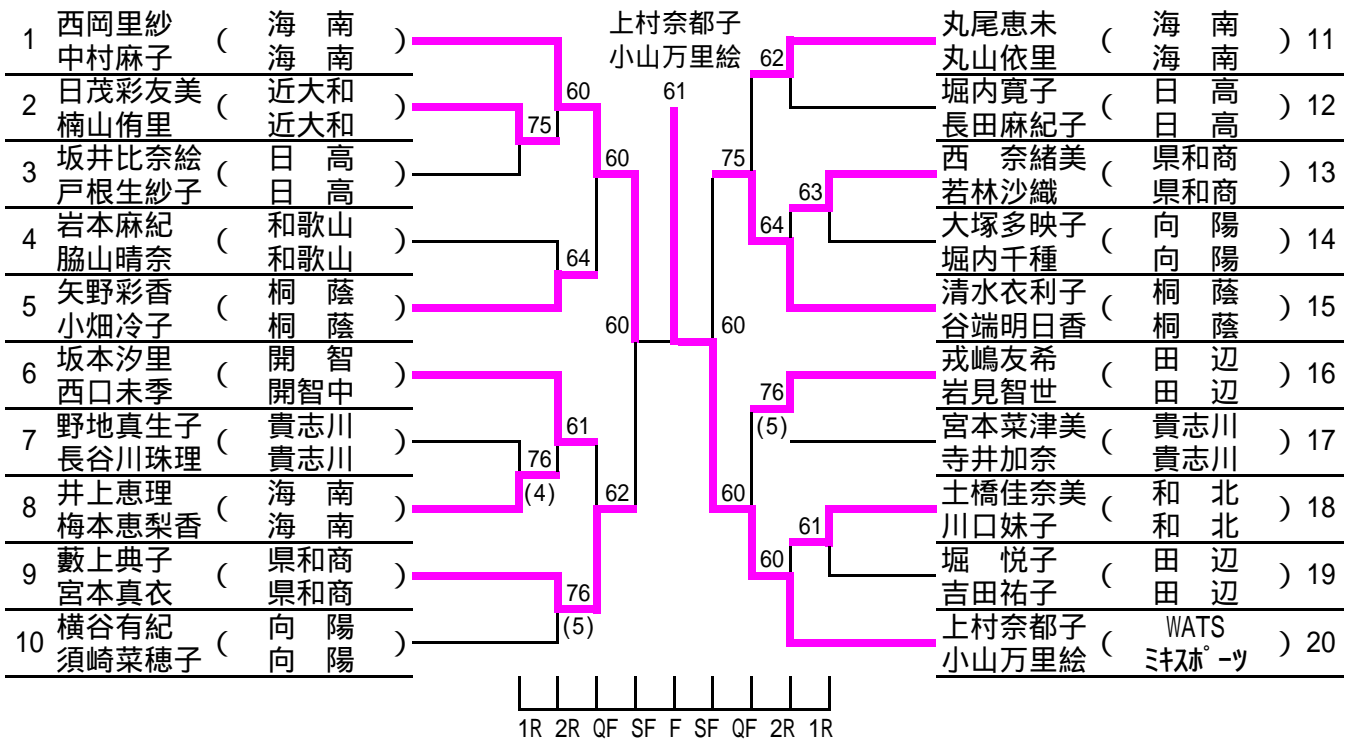 上村奈都子
小山万里絵
61
1 西岡里紗 ( 海 南 )
中村麻子 海 南
2 日茂彩友美 ( 近大和 )
楠山侑里 近大和
3 坂井比奈絵 ( 日 高 )
戸根生紗子 日 高
4 岩本麻紀 ( 和歌山 )
脇山晴奈 和歌山
5 矢野彩香 ( 桐 蔭 )
小畑冷子 桐 蔭
6 坂本汐里 ( 開 智 )
西口未季 開智中
7 野地真生子 ( 貴志川 )
長谷川珠理 貴志川
8 井上恵理 ( 海 南 )
梅本恵梨香 海 南
9 藪上典子 ( 県和商 )
宮本真衣 県和商
10 横谷有紀 ( 向 陽 )
須崎菜穂子 向 陽
60
75
60
64
60
61
76
(4)
62
76
(5)
62
75
63
64
60
76
(5)
60
61
60
丸尾恵未 ( 海 南 ) 11
丸山依里 海 南
堀内寛子 ( 日 高 ) 12
長田麻紀子 日 高
西 奈緒美 ( 県和商 ) 13
若林沙織 県和商
大塚多映子 ( 向 陽 ) 14
堀内千種 向 陽
清水衣利子 ( 桐 蔭 ) 15
谷端明日香 桐 蔭
戎嶋友希 ( 田 辺 ) 16
岩見智世 田 辺
宮本菜津美 ( 貴志川 ) 17
寺井加奈 貴志川
土橋佳奈美 ( 和 北 ) 18
川口妹子 和 北
堀 悦子 ( 田 辺 ) 19
吉田祐子 田 辺
上村奈都子 ( WATS ) 20
小山万里絵 ミキスポーツ
1R 2R QF SF F SF QF 2R 1R